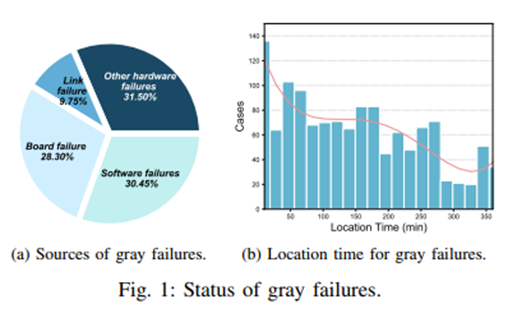 Link
failure
9.75%
Other hardware
failures
31.50%
Board failure
28.30%
Software failures
30.45%
140
120
100
80
60
40
20
0
Cases
50
100
150
200
250
300
350
Location Time (min)
(a) Sources of gray failures.
(b) Location time for gray failures.
Fig. 1: Status of gray failures.